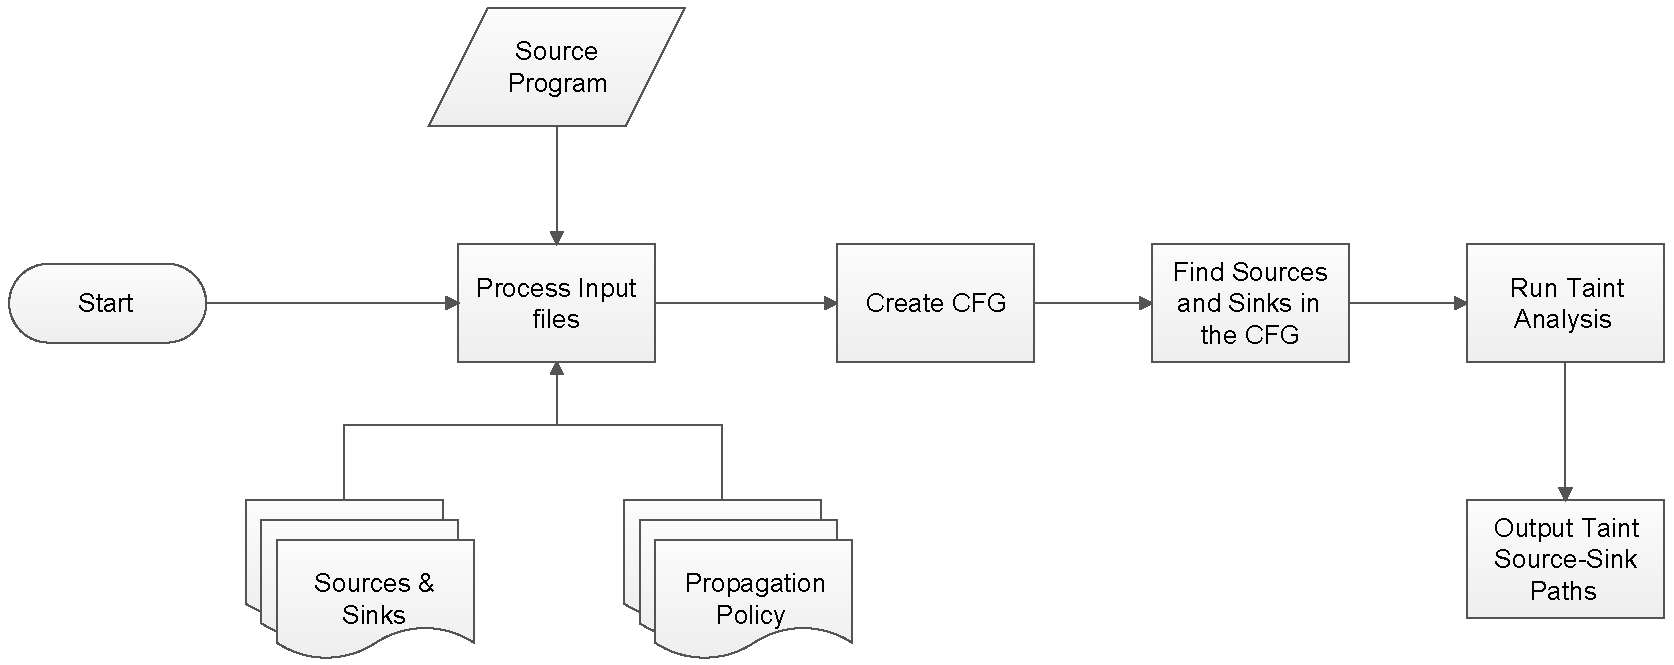 Source
Program
Start
Process Input
files
Create CFG
Find Sources
and Sinks in
the CFG
Run Taint
Analysis
Sources &
Sinks
Propagation
Policy
Output Taint
Source-Sink
Paths